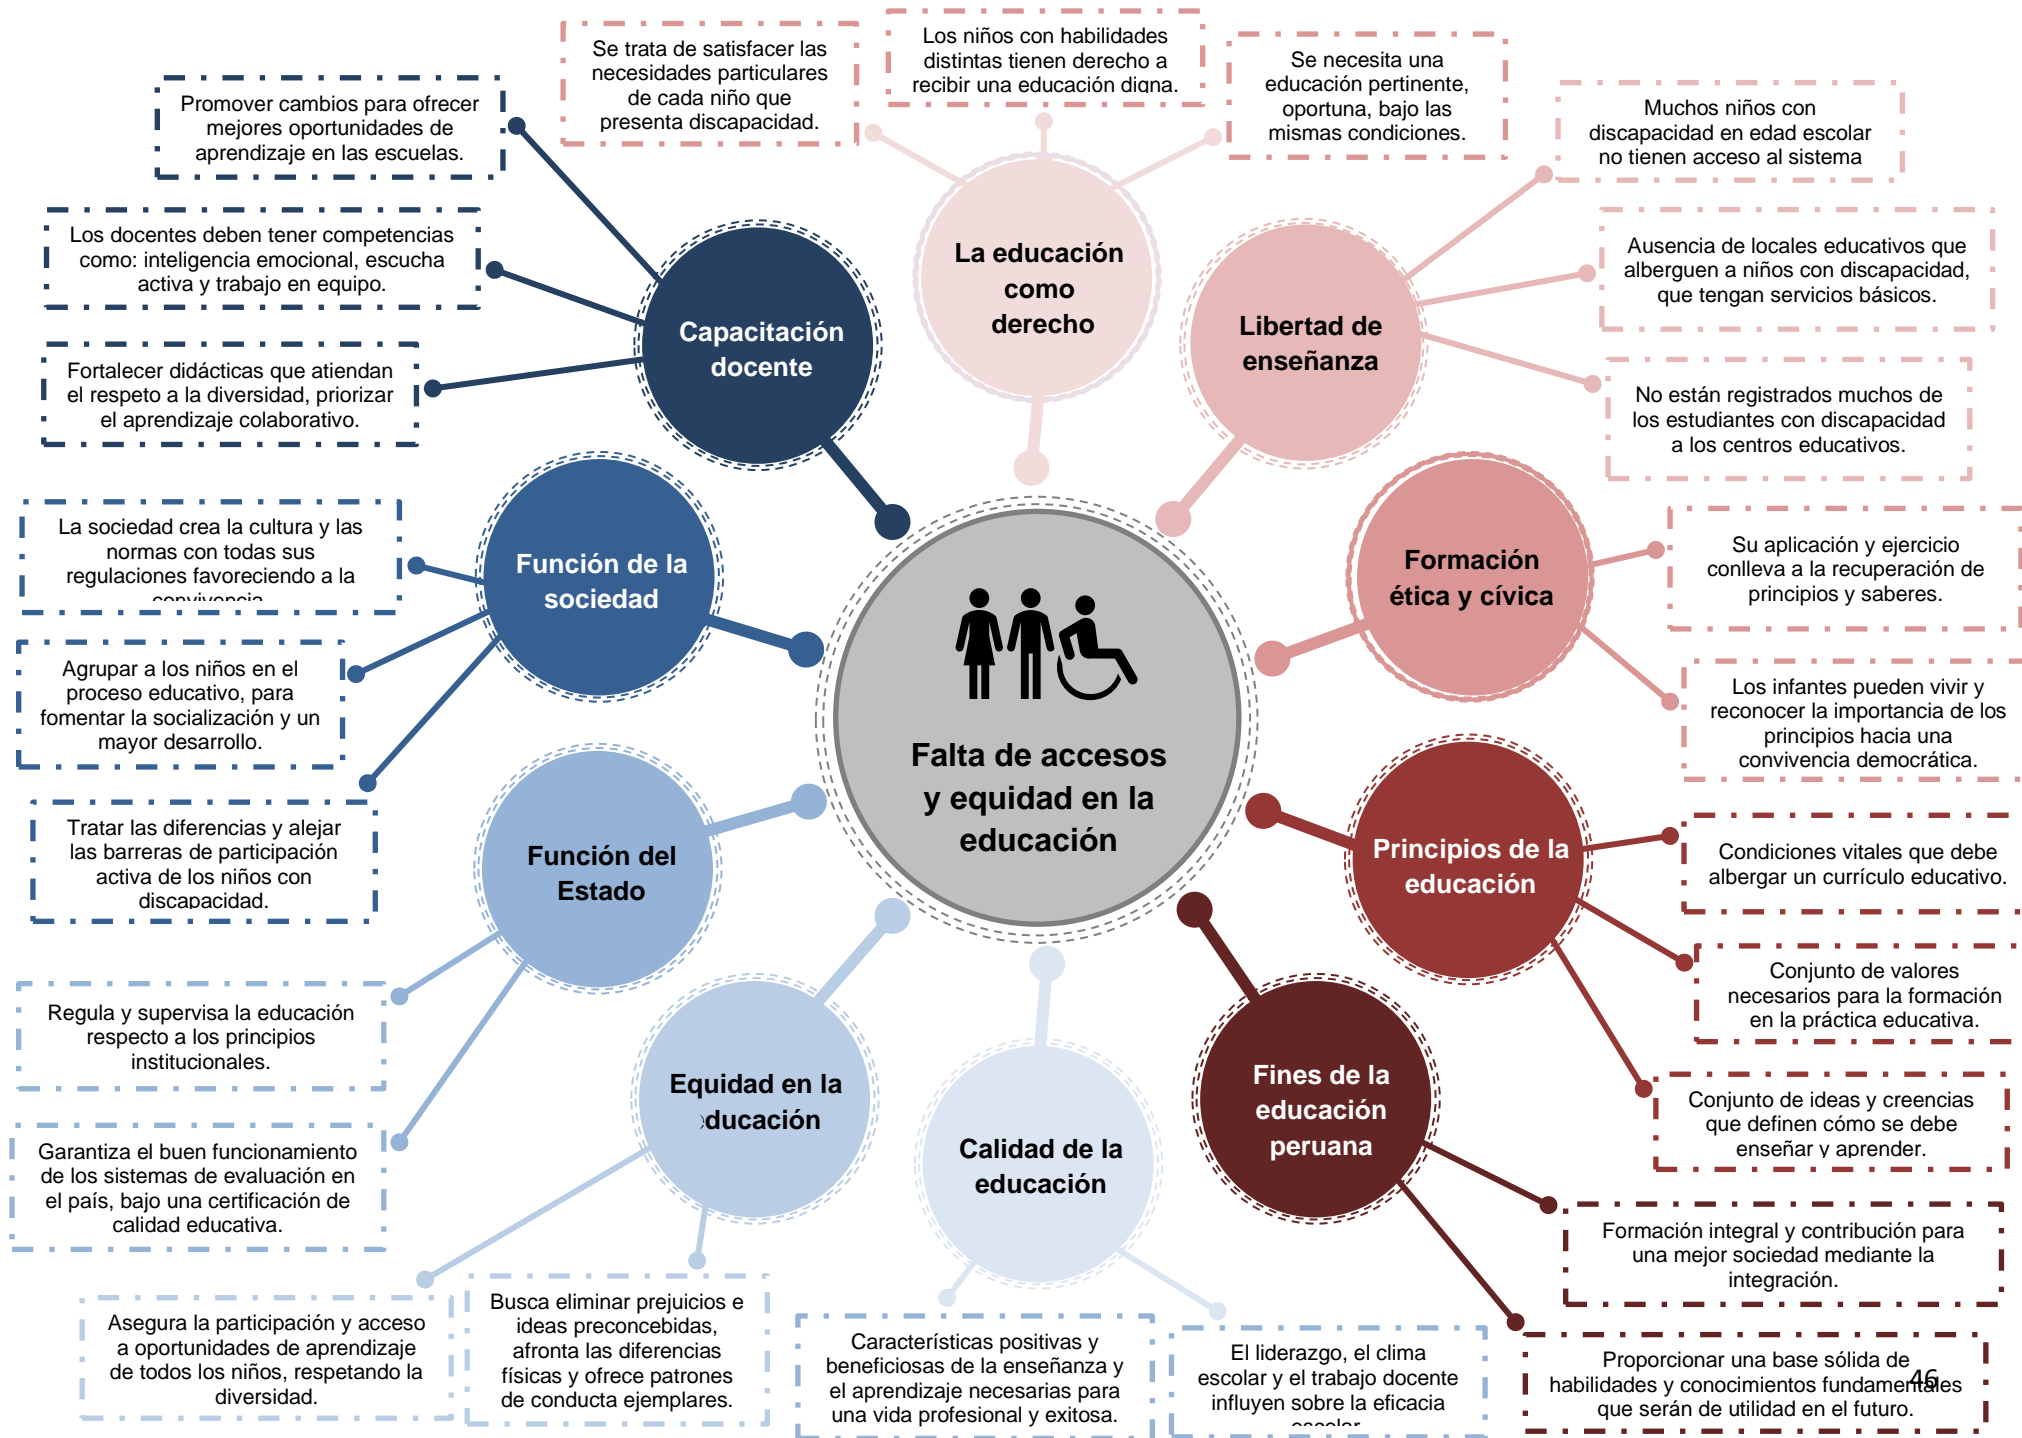 Se trata de satisfacer las
necesidades particulares
de cada niño que
presenta discapacidad.
Los niños con habilidades
distintas tienen derecho a
recibir una educación digna.
Se necesita una
educación pertinente,
oportuna, bajo las
mismas condiciones.
Promover cambios para ofrecer
mejores oportunidades de
aprendizaje en las escuelas.
Muchos niños con
discapacidad en edad escolar
no tienen acceso al sistema
Los docentes deben tener competencias
como: inteligencia emocional, escucha
activa y trabajo en equipo.
Ausencia de locales educativos que
alberguen a niños con discapacidad,
que tengan servicios básicos.
Fortalecer didácticas que atiendan
el respeto a la diversidad, priorizar
el aprendizaje colaborativo.
No están registrados muchos de
los estudiantes con discapacidad
a los centros educativos.
Capacitación
docente
La educación
como
derecho
Libertad de
enseñanza
La sociedad crea la cultura y las
normas con todas sus
regulaciones favoreciendo a la
convivencia
Función de la
sociedad
Formación
ética y cívica
Su aplicación y ejercicio
conlleva a la recuperación de
principios y saberes.
Agrupar a los niños en el
proceso educativo, para
fomentar la socialización y un
mayor desarrollo.
Los infantes pueden vivir y
reconocer la importancia de los
principios hacia una
convivencia democrática.
Falta de accesos
y equidad en la
educación
Tratar las diferencias y alejar
las barreras de participación
activa de los niños con
discapacidad.
Función del
Estado
Principios de la
educación
Condiciones vitales que debe
albergar un currículo educativo.
Conjunto de valores
necesarios para la formación
en la práctica educativa.
Regula y supervisa la educación
respecto a los principios
institucionales.
Conjunto de ideas y creencias
que definen cómo se debe
enseñar y aprender.
Equidad en la
educación
Calidad de la
educación
Fines de la
educación
peruana
Garantiza el buen funcionamiento
de los sistemas de evaluación en
el país, bajo una certificación de
calidad educativa.
Formación integral y contribución para
una mejor sociedad mediante la
integración.
Asegura la participación y acceso
a oportunidades de aprendizaje
de todos los niños, respetando la
diversidad.
Busca eliminar prejuicios e
ideas preconcebidas,
afronta las diferencias
físicas y ofrece patrones
de conducta ejemplares.
Características positivas y
beneficiosas de la enseñanza y
el aprendizaje necesarias para
una vida profesional y exitosa.
El liderazgo, el clima
escolar y el trabajo docente
influyen sobre la eficacia
escolar
Proporcionar una base sólida de
habilidades y conocimientos fundamentales
que serán de utilidad en el futuro.
46